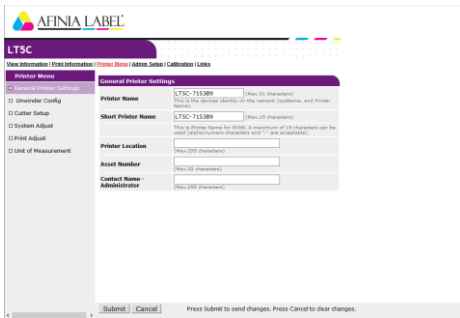 AFINIA LABEL
LT5C
View Information | Print Information | Printer Menu | Admin Setup | Calibration | Links
Printer Menu
General Printer Settings
Unwinder Config
Cutter Setup
System Adjust
Print Adjust
Unit of Measurement
General Printer Settings
Printer Name LT5C-7153B9 (Max.31 characters)
This is the devices identity on the network (sysName, and Printer Name).
Short Printer Name LT5C-7153B9 (Max.15 characters)
This is Printer Name for WINS. A maximum of 15 characters can be
used (alpha/numeric characters and "-" are acceptable).
Printer Location
(Max.255 characters)
Asset Number
(Max.32 characters)
Contact Name -
Administrator
(Max.255 characters)
Submit Cancel Press Submit to send changes. Press Cancel to clear changes.